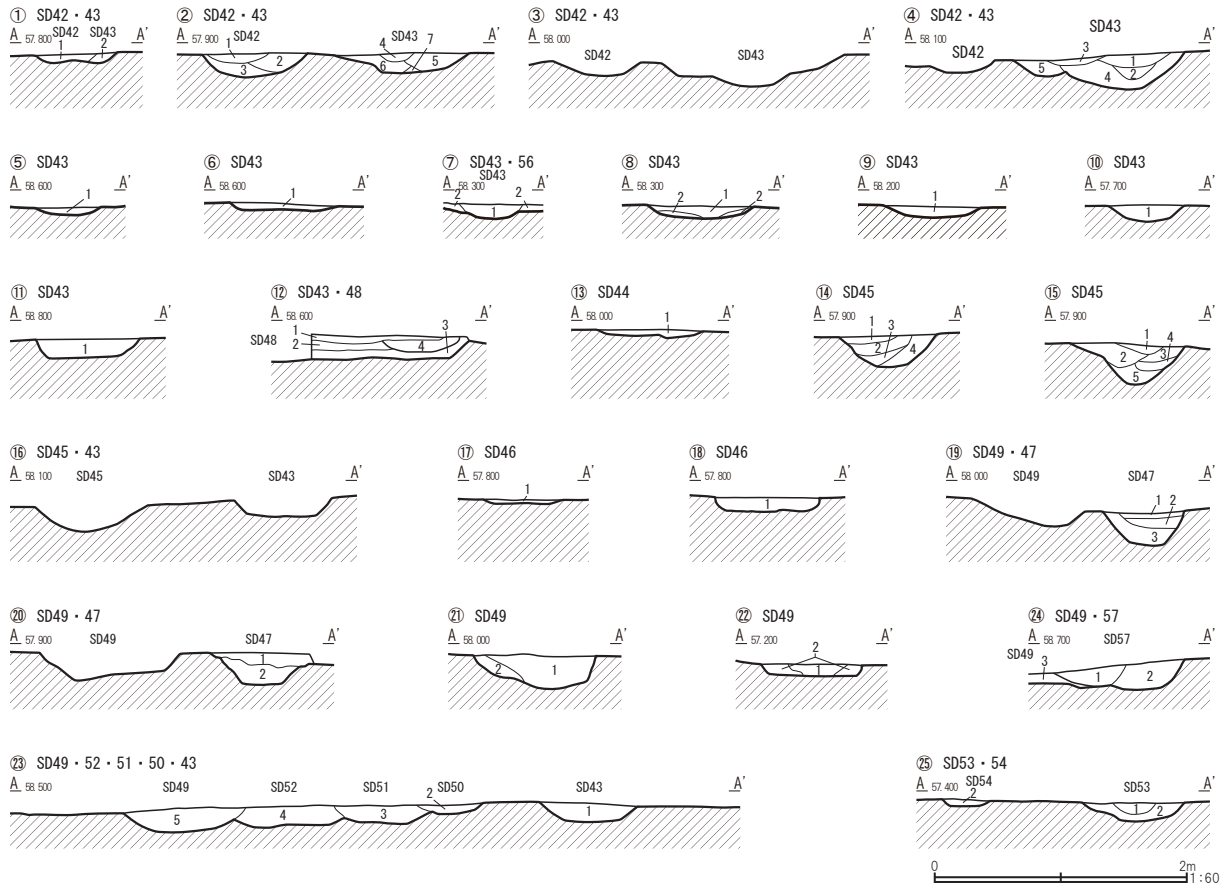 ① SD42・43
A 57.800 SD42 SD43 A'
1 2
② SD42・43
A 57.900 SD42 SD43 A'
1 2 3 4 5 6 7
③ SD42・43
A 58.000 SD42 SD43 A'
④ SD42・43
A 58.100 SD42 SD43 A'
1 2 3 4 5
⑤ SD43
A 58.600 A'
1
⑥ SD43
A 58.600 A'
1
⑦ SD43・56
A 58.300 SD43 A'
2 1 2
⑧ SD43
A 58.300 A'
2 1 2
⑨ SD43
A 58.200 A'
1
⑩ SD43
A 57.700 A'
1
⑪ SD43
A 58.800 A'
1
⑫ SD43・48
A 58.600 A'
SD48 1 2 3 4
⑬ SD44
A 58.000 A'
1
⑭ SD45
A 57.900 A'
1 2 3 4
⑮ SD45
A 57.900 A'
1 2 3 4 5
⑯ SD45・43
A 58.100 SD45 SD43 A'
⑰ SD46
A 57.800 A'
1
⑱ SD46
A 57.800 A'
1
⑲ SD49・47
A 58.000 SD49 SD47 A'
1 2 3
⑳ SD49・47
A 57.900 SD49 SD47 A'
1 2
㉑ SD49
A 58.000 A'
2 1
㉒ SD49
A 57.200 A'
2 1
㉔ SD49・57
A 58.700 SD57 A'
SD49 3 1 2
㉓ SD49・52・51・50・43
A 58.500 SD49 SD52 SD51 SD50 SD43 A'
5 4 3 2 1
㉕ SD53・54
A 57.400 SD54 SD53 A'
2 1 2
0 2m
1:60